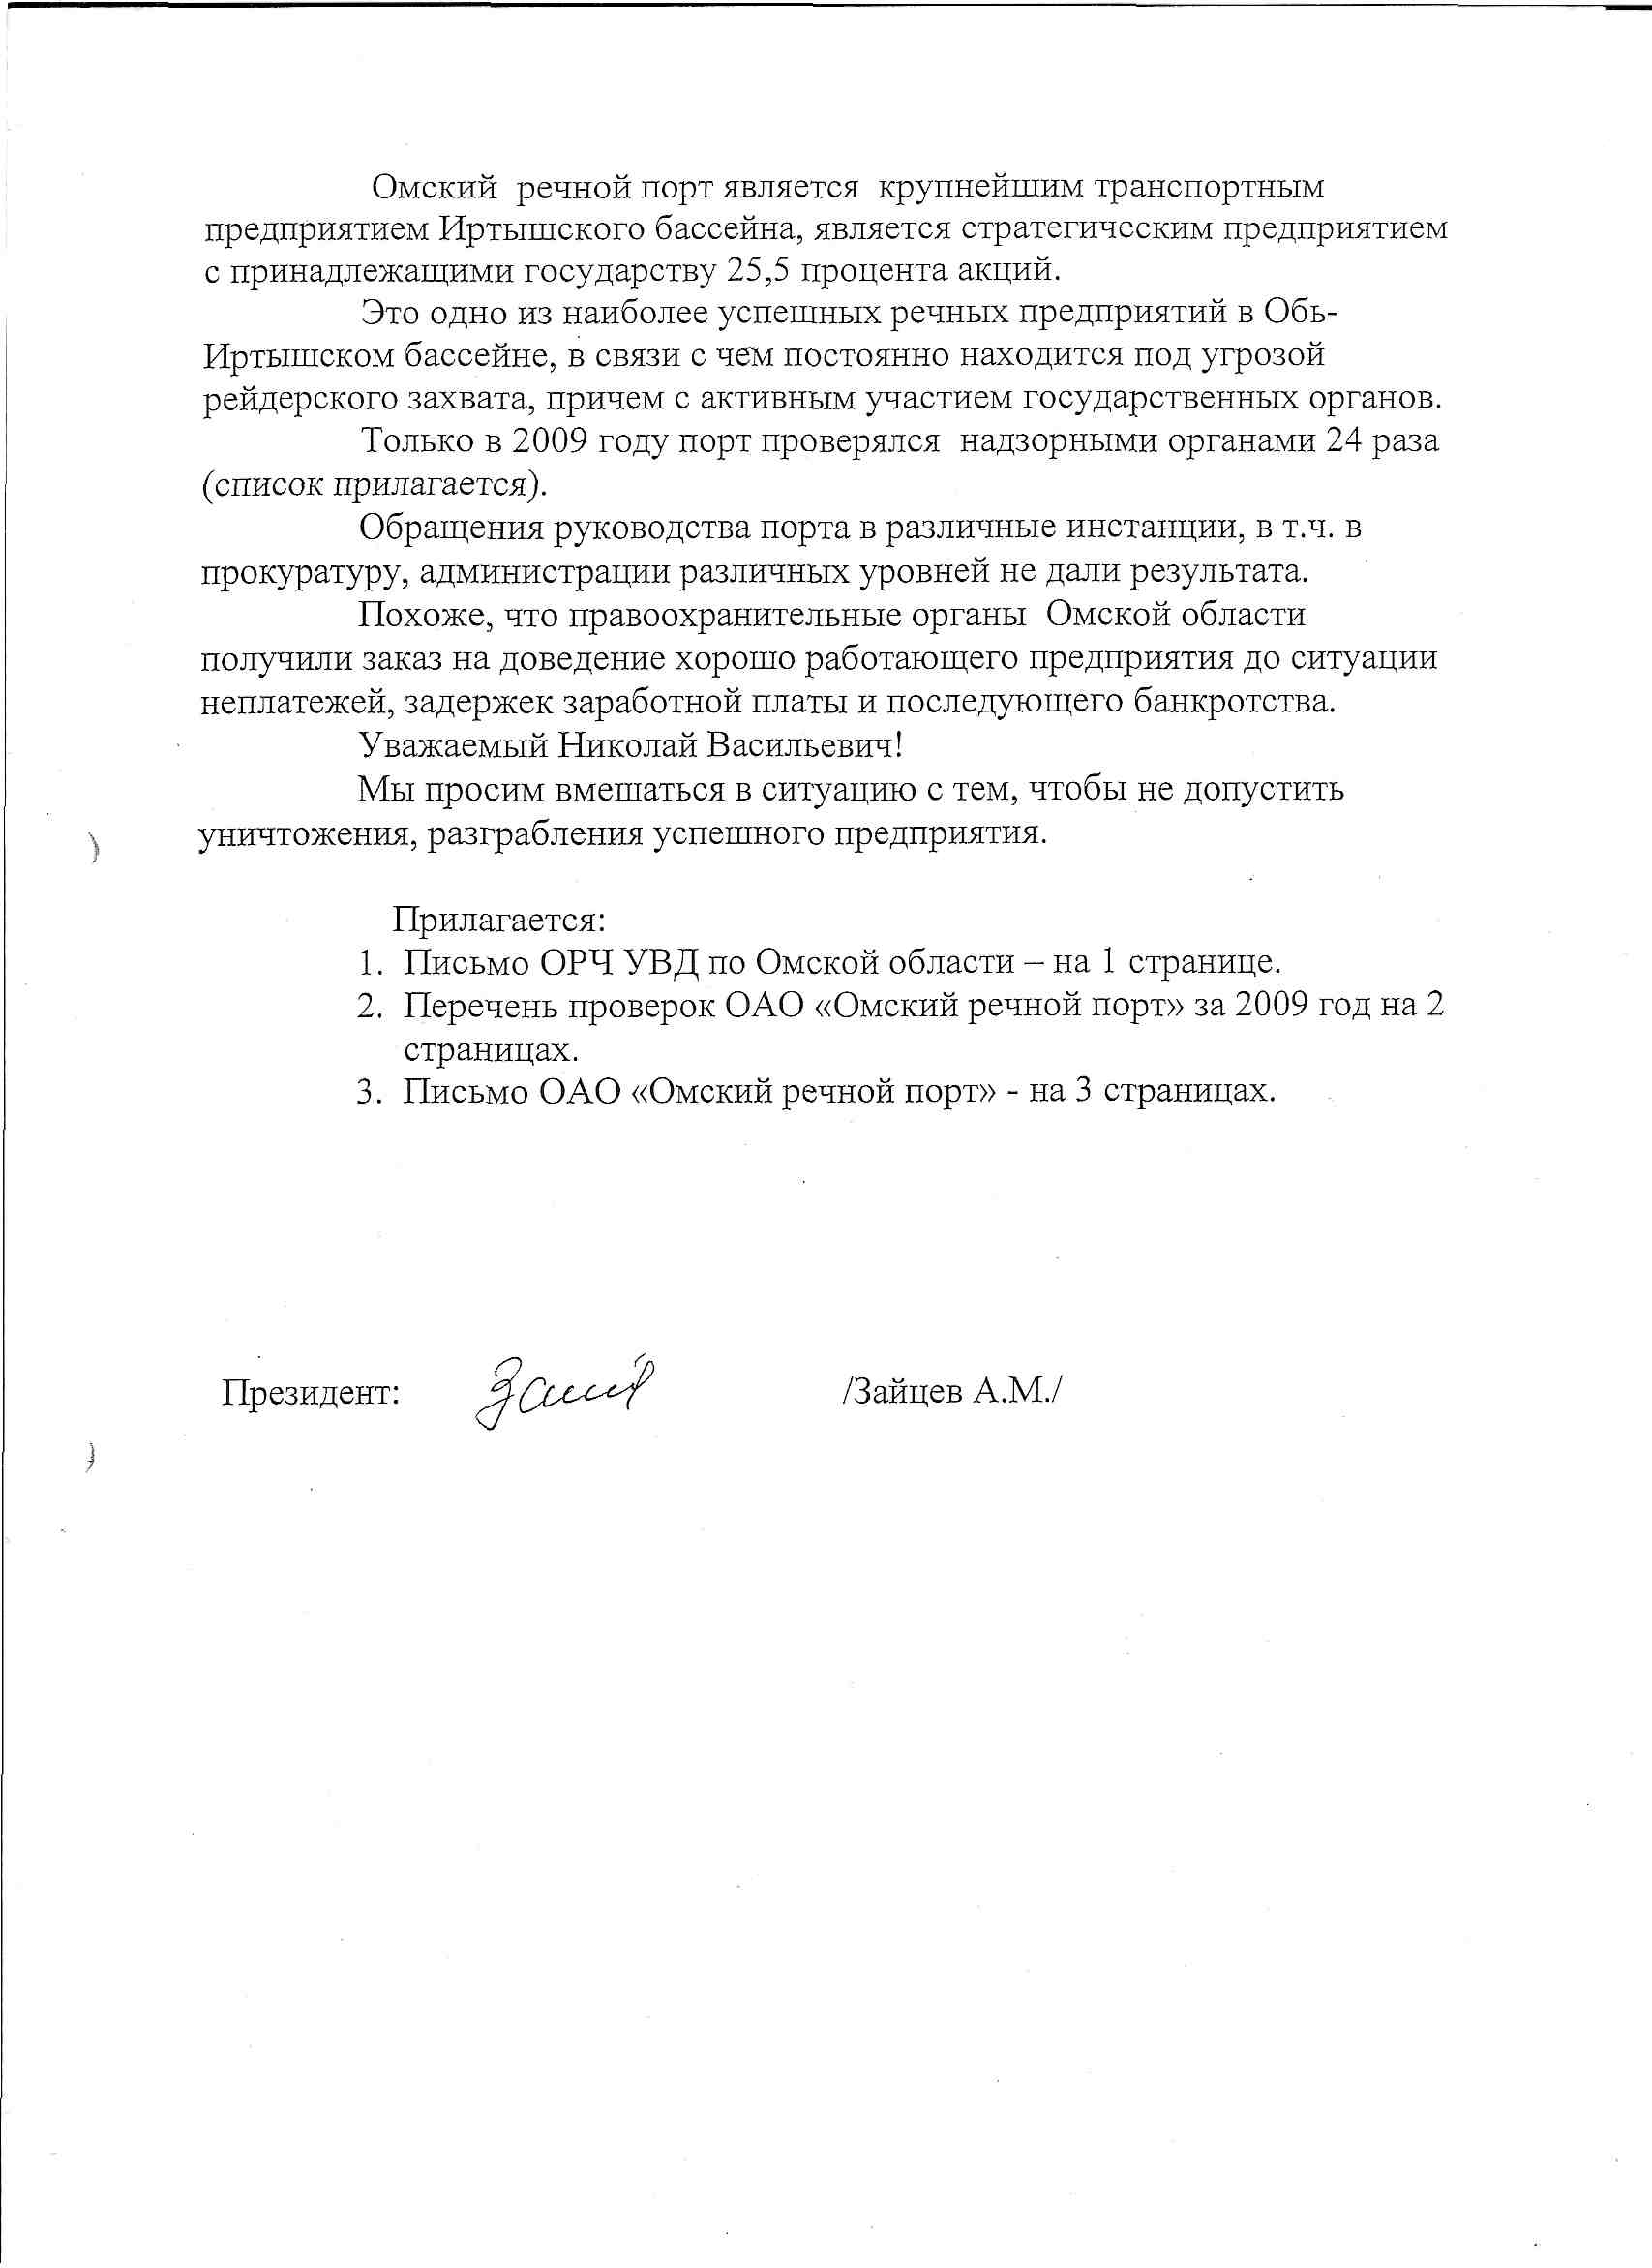 Омский речной порт является крупнейшим транспортным
предприятием Иртышского бассейна, является стратегическим предприятием
с принадлежащими государству 25,5 процента акций.
Это одно из наиболее успешных речных предприятий в Обь-
Иртышском бассейне, в связи с чем постоянно находится под угрозой
рейдерского захвата, причем с активным участием государственных органов.
Только в 2009 году порт проверялся надзорными органами 24 раза
(список прилагается).
Обращения руководства порта в различные инстанции, в т.ч. в
прокуратуру, администрации различных уровней не дали результата.
Похоже, что правоохранительные органы Омской области
получили заказ на доведение хорошо работающего предприятия до ситуации
неплатежей, задержек заработной платы и последующего банкротства.
Уважаемый Николай Васильевич!
Мы просим вмешаться в ситуацию с тем, чтобы не допустить
уничтожения, разграбления успешного предприятия.
Прилагается:
1. Письмо ОРЧ УВД по Омской области – на 1 странице.
2. Перечень проверок ОАО «Омский речной порт» за 2009 год на 2
страницах.
3. Письмо ОАО «Омский речной порт» - на 3 страницах.
Президент: /Зайцев А.М./